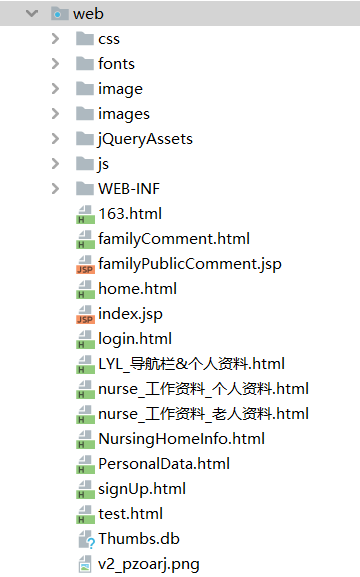 web
css
fonts
image
images
jQueryAssets
js
WEB-INF
163.html
familyComment.html
familyPublicComment.jsp
home.html
index.jsp
login.html
LYL_导航栏&个人资料.html
nurse_工作资料_个人资料.html
nurse_工作资料_老人资料.html
NursingHomeInfo.html
PersonalData.html
signUp.html
test.html
Thumbs.db
v2_pzoarj.png